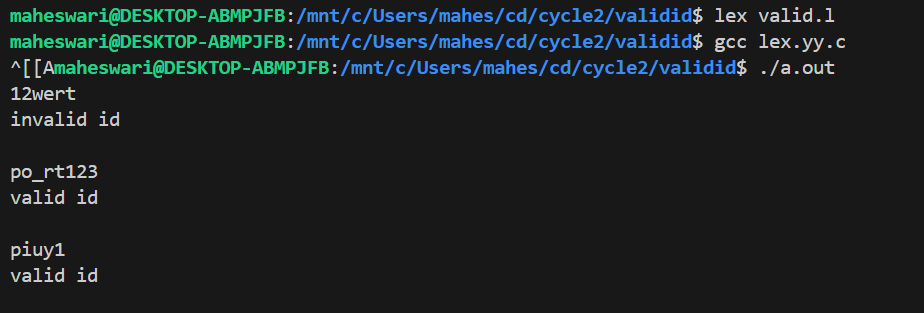 maheswari@DESKTOP-ABMPJFB:/mnt/c/Users/mahes/cd/cycle2/validid$ lex valid.l
maheswari@DESKTOP-ABMPJFB:/mnt/c/Users/mahes/cd/cycle2/validid$ gcc lex.yy.c
^[[Amaheswari@DESKTOP-ABMPJFB:/mnt/c/Users/mahes/cd/cycle2/validid$ ./a.out
12wert
invalid id
po_rt123
valid id
piuy1
valid id